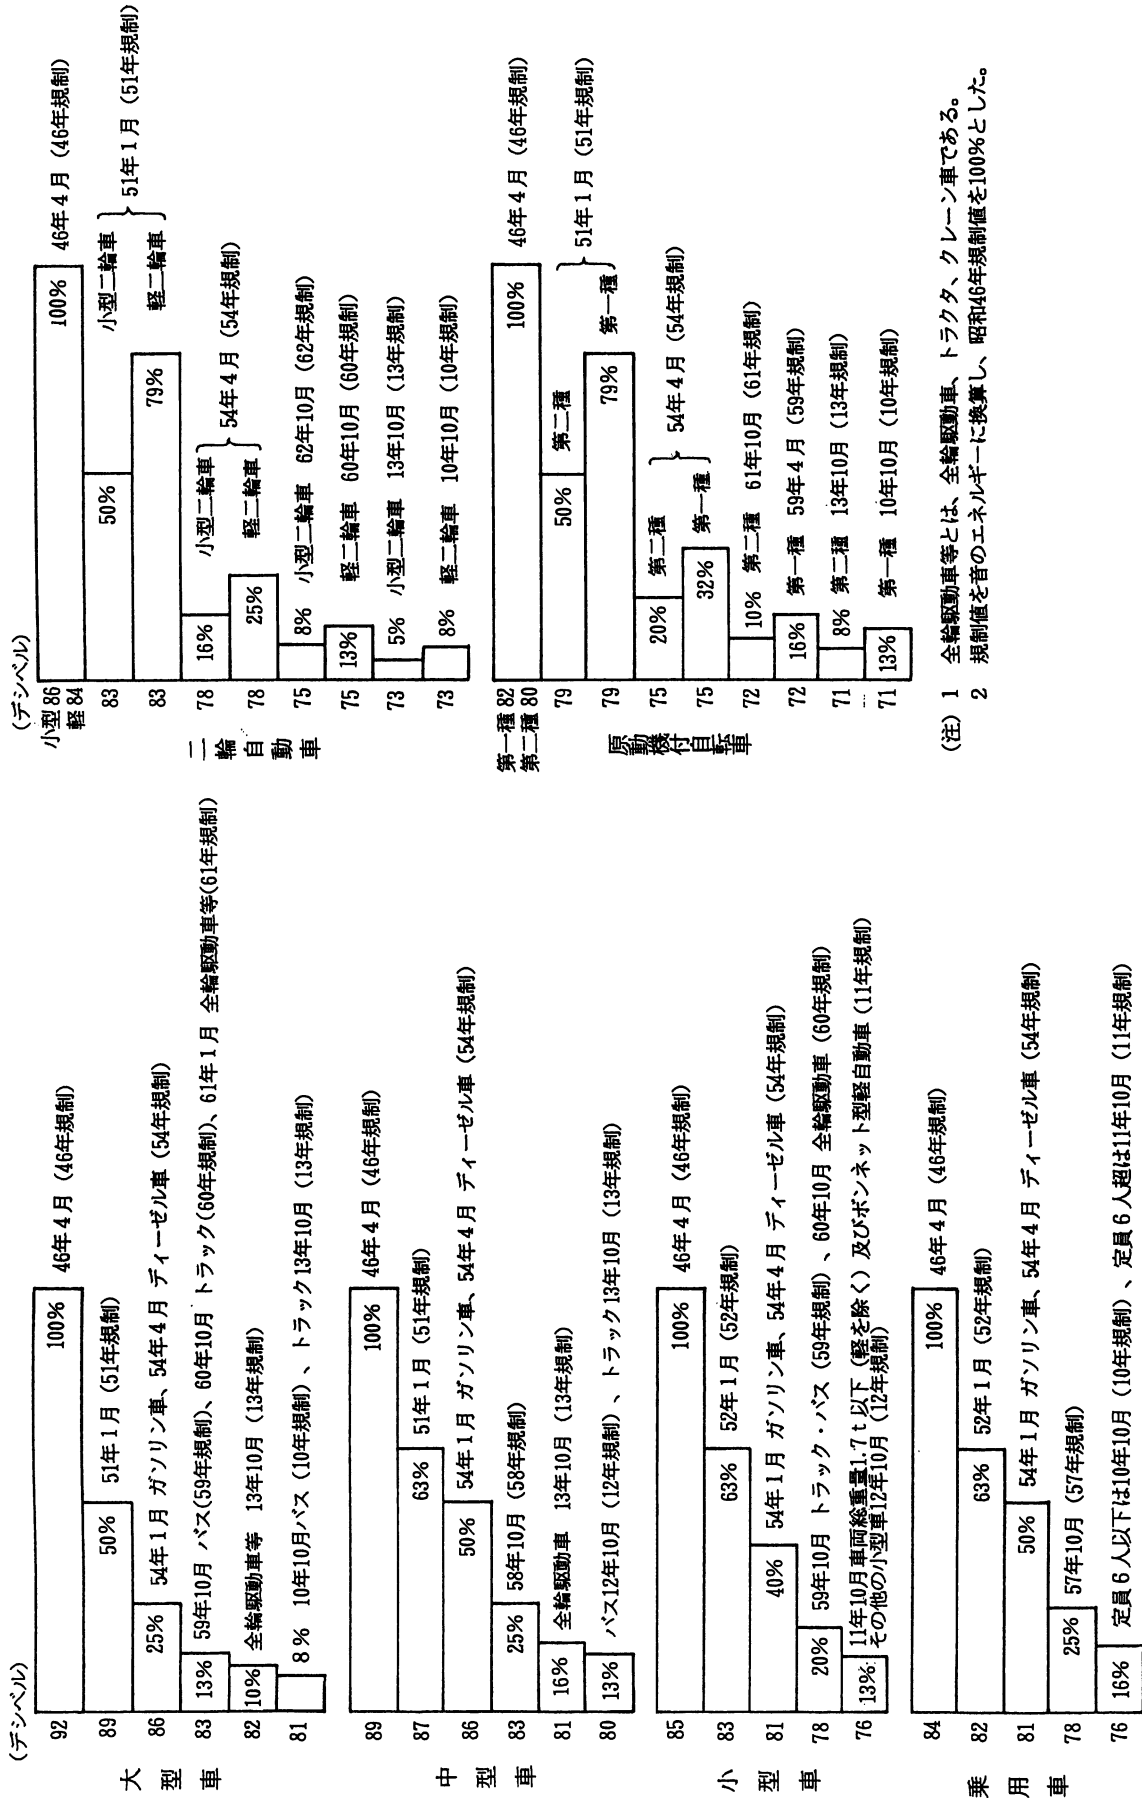 (デシベル)
大型車
92 100% 46年4月（46年規制）
89 50% 51年1月（51年規制）
86 25% 54年1月 ガソリン車、54年4月 ディーゼル車（54年規制）
83 13% 59年10月 バス(59年規制)、60年10月 トラック(60年規制)、61年1月 全輪駆動車等(61年規制)
82 10% 全輪駆動車等 13年10月（13年規制）
81 8% 10年10月バス（10年規制）、トラック13年10月（13年規制）
中型車
89 100% 46年4月（46年規制）
87 63% 51年1月（51年規制）
86 50% 54年1月 ガソリン車、54年4月 ディーゼル車（54年規制）
83 25% 58年10月（58年規制）
81 16% 全輪駆動車 13年10月（13年規制）
80 13% バス12年10月（12年規制）、トラック13年10月（13年規制）
小型車
85 100% 46年4月（46年規制）
83 63% 52年1月（52年規制）
81 40% 54年1月 ガソリン車、54年4月 ディーゼル車（54年規制）
78 20% 59年10月 トラック・バス（59年規制）、60年10月 全輪駆動車（60年規制）
76 13% 11年10月車両総重量1.7t以下（軽を除く）及びボンネット型軽自動車（11年規制）
その他の小型車12年10月（12年規制）
乗用車
84 100% 46年4月（46年規制）
82 63% 52年1月（52年規制）
81 50% 54年1月 ガソリン車、54年4月 ディーゼル車（54年規制）
78 25% 57年10月（57年規制）
76 16% 定員6人以下は10年10月（10年規制）、定員6人超は11年10月（11年規制）
(デシベル)
二輪自動車
小型 86
軽 84 100% 46年4月（46年規制）
83 50% 小型二輪車
83 79% 軽二輪車
51年1月（51年規制）
78 16% 小型二輪車
78 25% 軽二輪車
54年4月（54年規制）
75 8% 小型二輪車 62年10月（62年規制）
75 13% 軽二輪車 60年10月（60年規制）
73 5% 小型二輪車 13年10月（13年規制）
73 8% 軽二輪車 10年10月（10年規制）
原動機付自転車
第一種 82
第二種 80 100% 46年4月（46年規制）
79 50% 第二種
79 79% 第一種
51年1月（51年規制）
75 20% 第二種
75 32% 第一種
54年4月（54年規制）
72 10% 第二種 61年10月（61年規制）
72 16% 第一種 59年4月（59年規制）
71 8% 第二種 13年10月（13年規制）
71 13% 第一種 10年10月（10年規制）
(注) 1 全輪駆動車等とは、全輪駆動車、トラクタ、クレーン車である。
2 規制値を音のエネルギーに換算し、昭和46年規制値を100%とした。